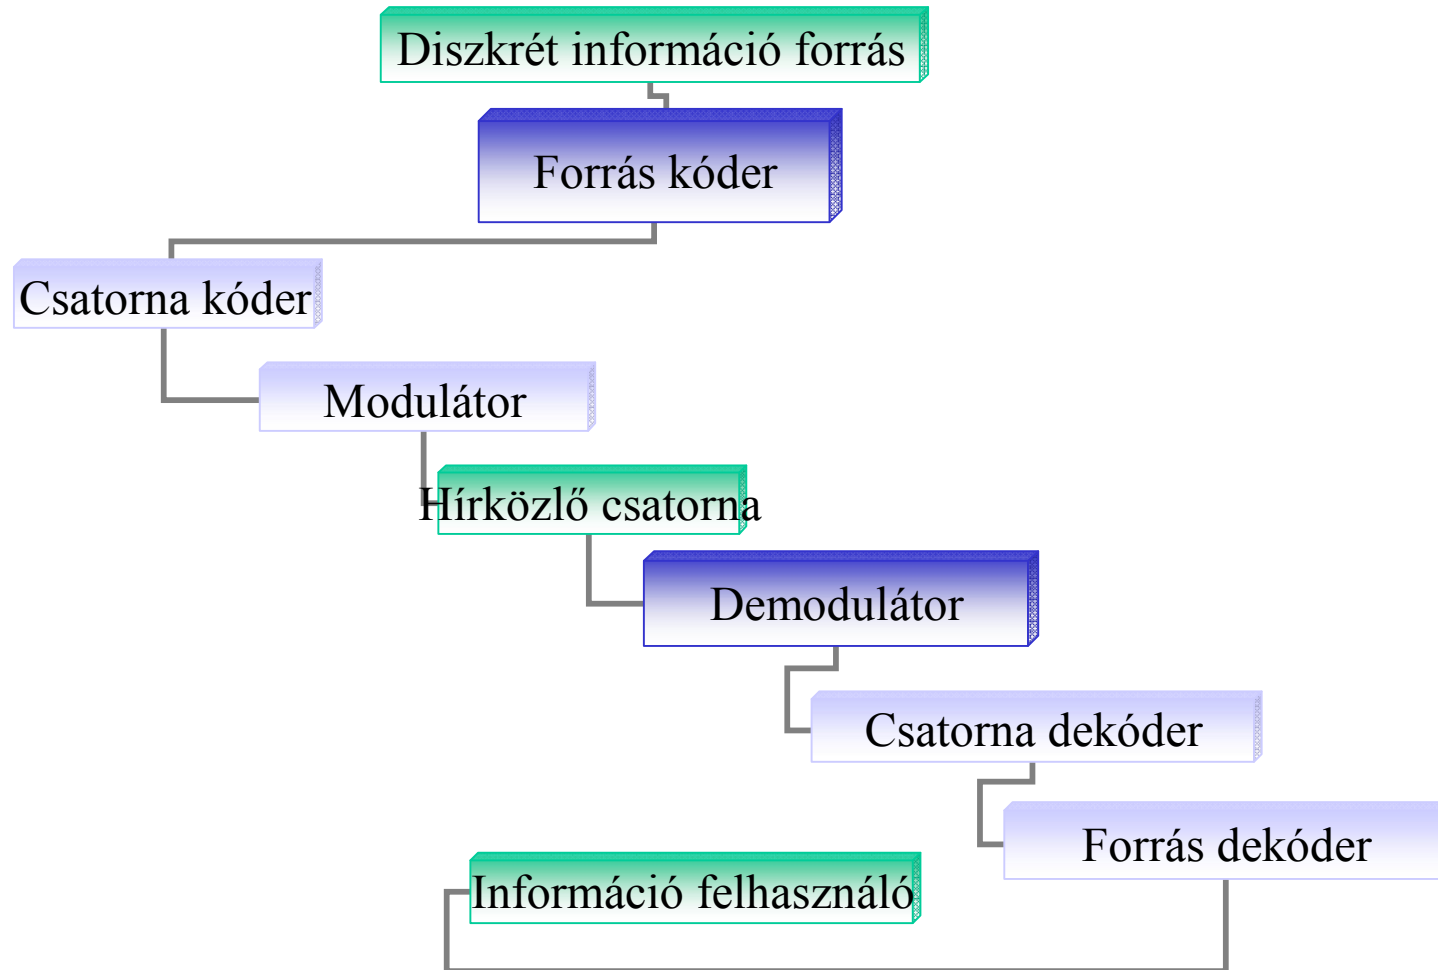 Diszkrét információ forrás
Forrás kóder
Csatorna kóder
Modulátor
Hírközlő csatorna
Demodulátor
Csatorna dekóder
Forrás dekóder
Információ felhasználó